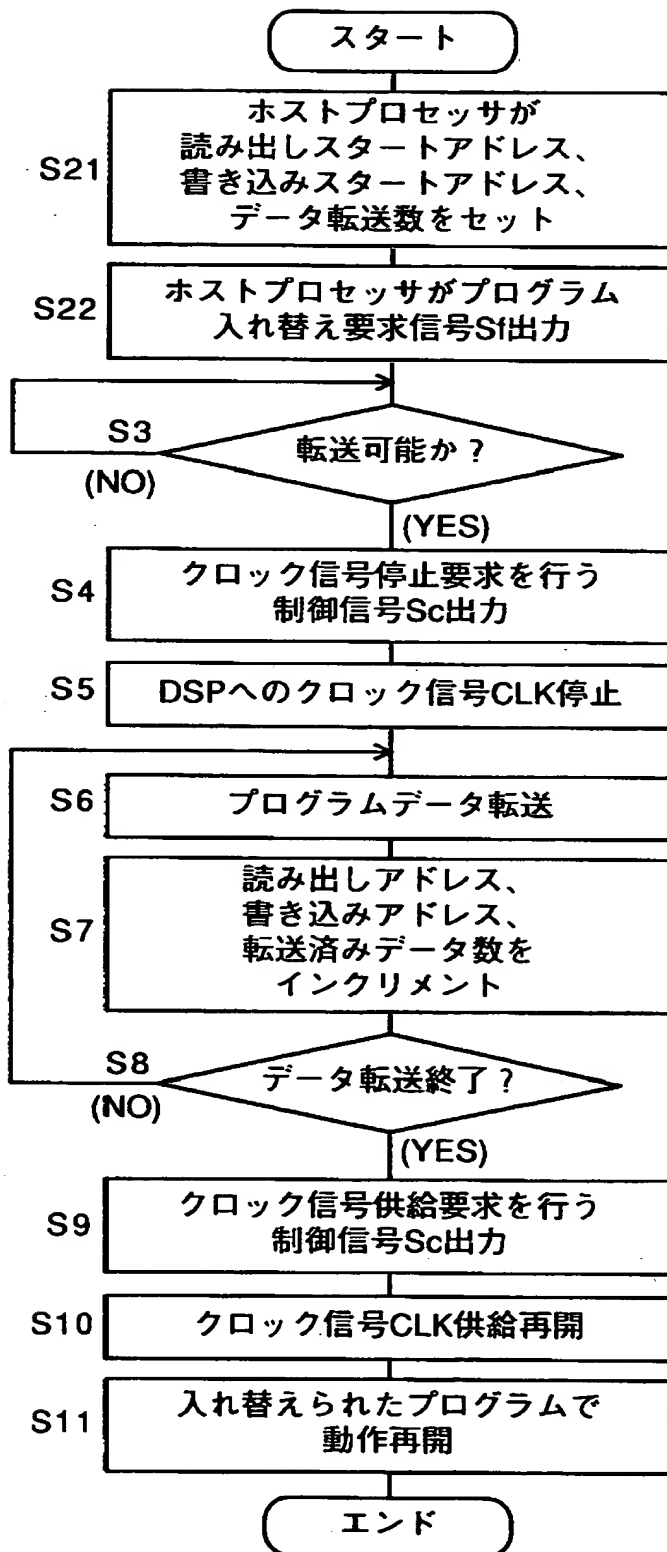 スタート
S21
ホストプロセッサが
読み出しスタートアドレス、
書き込みスタートアドレス、
データ転送数をセット
S22
ホストプロセッサがプログラム
入れ替え要求信号Sf出力
S3
転送可能か？
(NO)
(YES)
S4
クロック信号停止要求を行う
制御信号Sc出力
S5
DSPへのクロック信号CLK停止
S6
プログラムデータ転送
S7
読み出しアドレス、
書き込みアドレス、
転送済みデータ数を
インクリメント
S8
データ転送終了？
(NO)
(YES)
S9
クロック信号供給要求を行う
制御信号Sc出力
S10
クロック信号CLK供給再開
S11
入れ替えられたプログラムで
動作再開
エンド